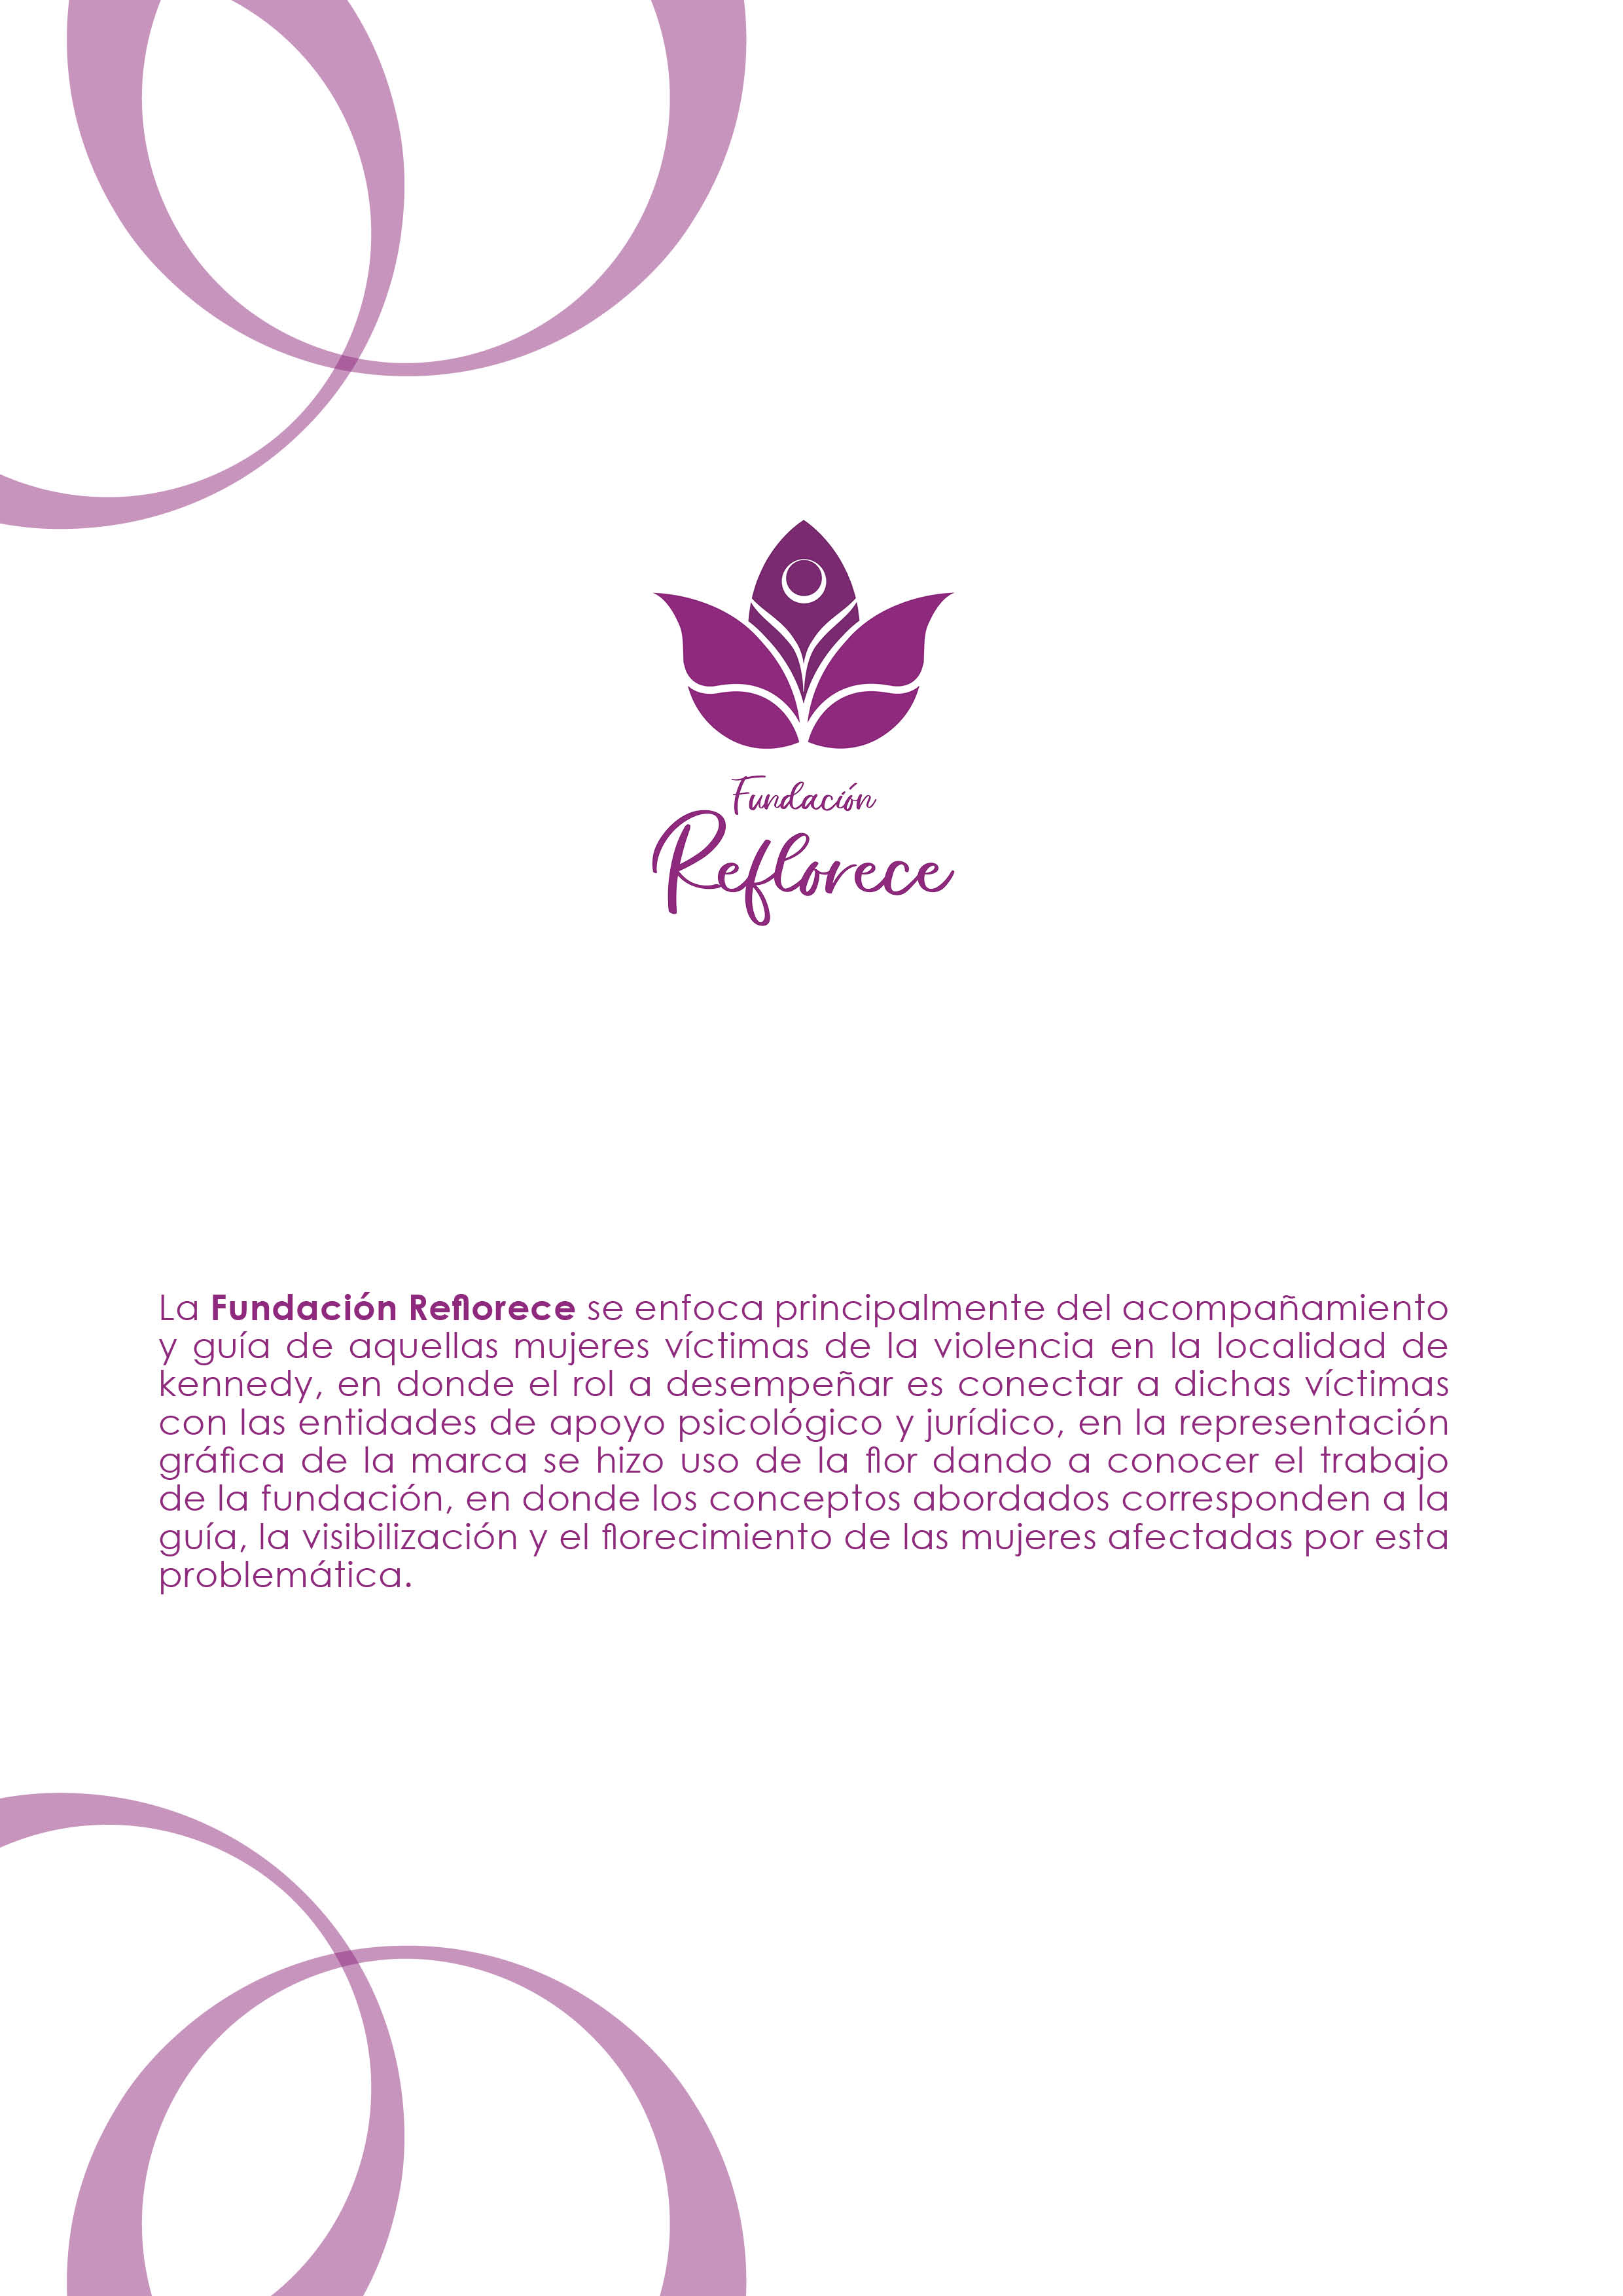 Fundación
Reflorece
La Fundación Reflorece se enfoca principalmente del acompañamiento
y guía de aquellas mujeres víctimas de la violencia en la localidad de
kennedy, en donde el rol a desempeñar es conectar a dichas víctimas
con las entidades de apoyo psicológico y jurídico, en la representación
gráfica de la marca se hizo uso de la flor dando a conocer el trabajo
de la fundación, en donde los conceptos abordados corresponden a la
guía, la visibilización y el florecimiento de las mujeres afectadas por esta
problemática.